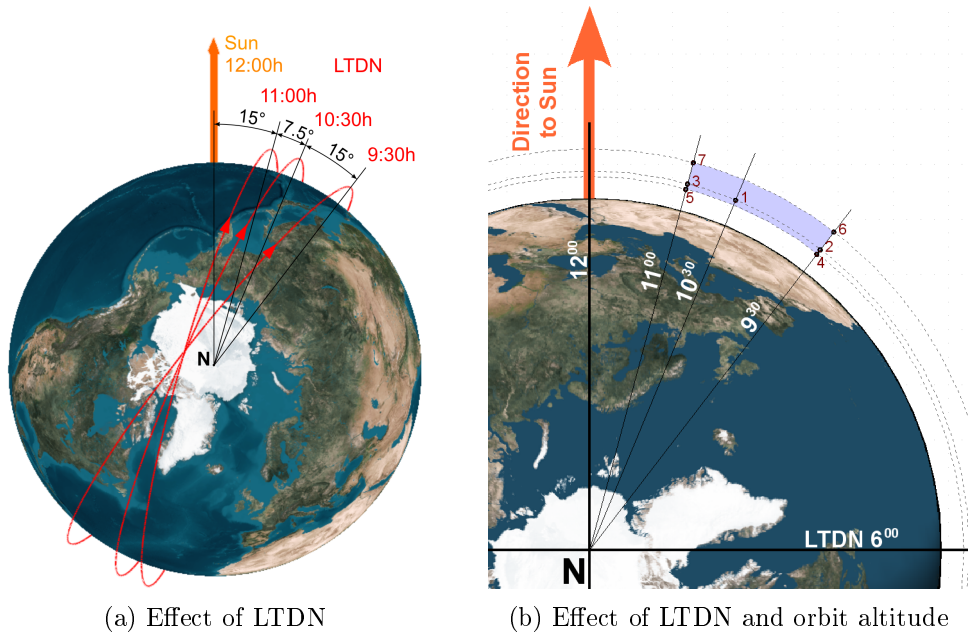 Sun
12:00h
LTDN
11:00h
10:30h
9:30h
15°
7.5°
15°
N
(a) Effect of LTDN
Direction
to Sun
7
3
5
1
6
2
4
12⁰⁰
11⁰⁰
10³⁰
9³⁰
LTDN 6⁰⁰
N
(b) Effect of LTDN and orbit altitude